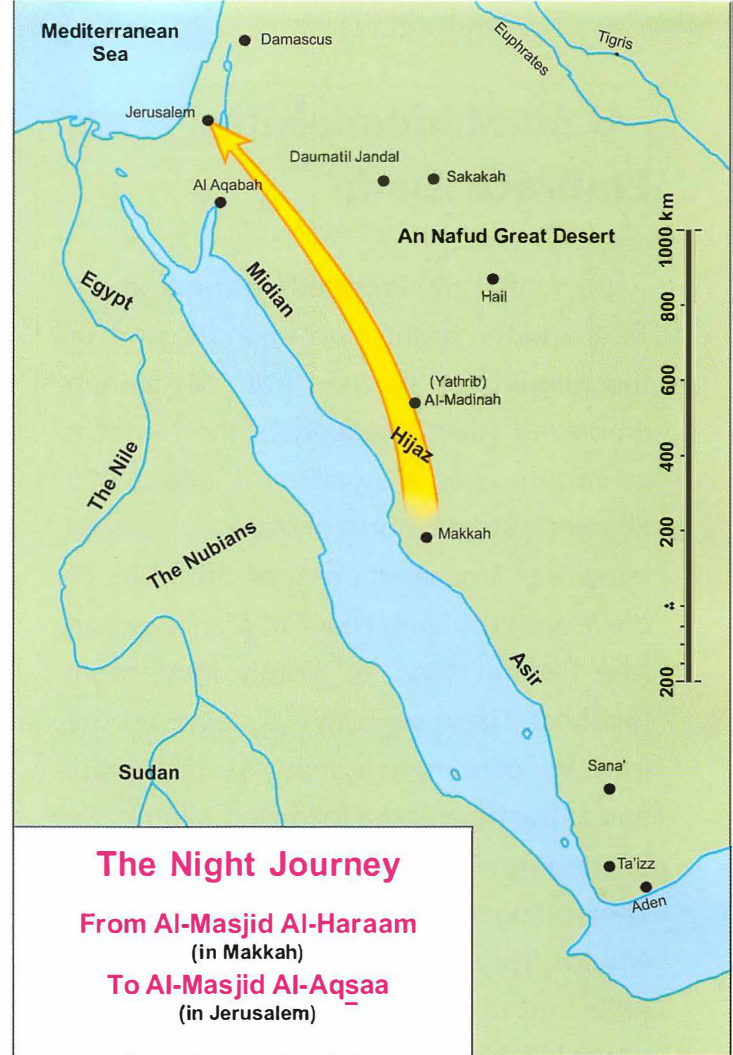 Mediterranean
Sea
Damascus
Euphrates
Tigris
Jerusalem
Daumatil Jandal
Sakakah
Al Aqabah
An Nafud Great Desert
Midian
Egypt
Hail
(Yathrib)
Al-Madinah
Hijaz
The Nile
Makkah
The Nubians
Asir
Sudan
Sana'
Ta'izz
Aden
1000 km
800
600
400
200
200
The Night Journey
From Al-Masjid Al-Haraam
(in Makkah)
To Al-Masjid Al-Aqs̲aa
(in Jerusalem)